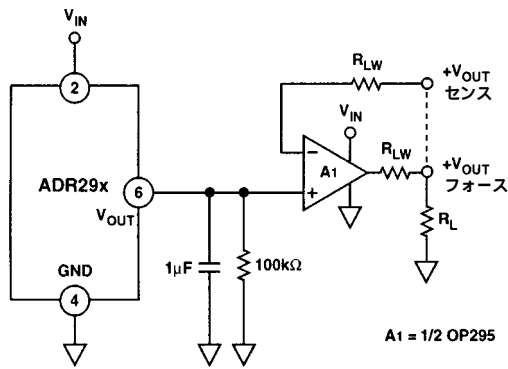 VIN
2
ADR29x
6
VOUT
GND
4
1μF
100kΩ
VIN
A1
−
+
RLW
+VOUT
センス
RLW
+VOUT
フォース
RL
A1 = 1/2 OP295